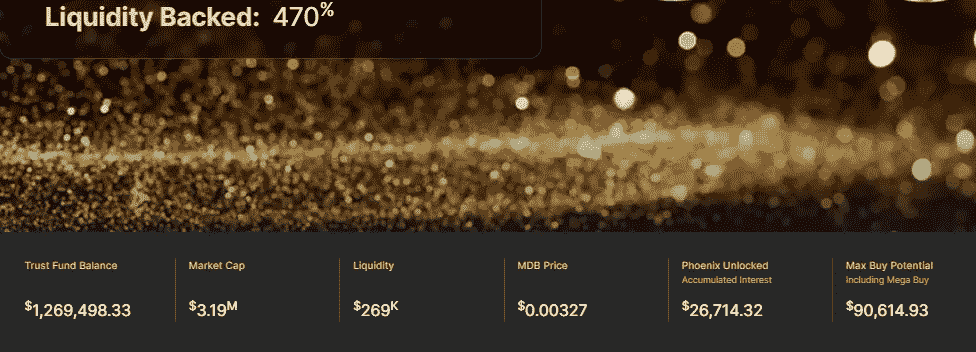 Liquidity Backed: 470%
Trust Fund Balance
$1,269,498.33
Market Cap
$3.19M
Liquidity
$269K
MDB Price
$0.00327
Phoenix Unlocked
Accumulated Interest
$26,714.32
Max Buy Potential
Including Mega Buy
$90,614.93